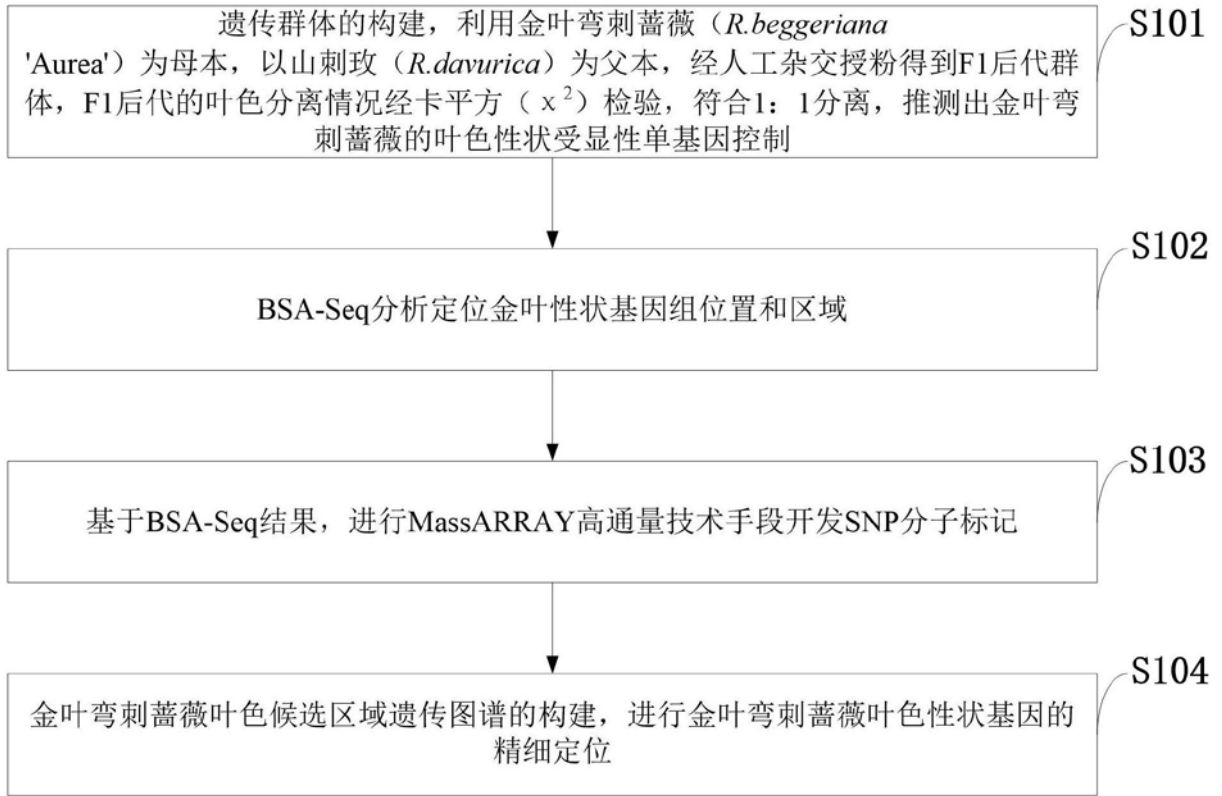 遗传群体的构建，利用金叶弯刺蔷薇（R.beggeriana
'Aurea'）为母本，以山刺玫（R.davurica）为父本，经人工杂交授粉得到F1后代群
体，F1后代的叶色分离情况经卡平方（x²）检验，符合1：1分离，推测出金叶弯
刺蔷薇的叶色性状受显性单基因控制
S101
BSA-Seq分析定位金叶性状基因组位置和区域
S102
基于BSA-Seq结果，进行MassARRAY高通量技术手段开发SNP分子标记
S103
金叶弯刺蔷薇叶色候选区域遗传图谱的构建，进行金叶弯刺蔷薇叶色性状基因的
精细定位
S104